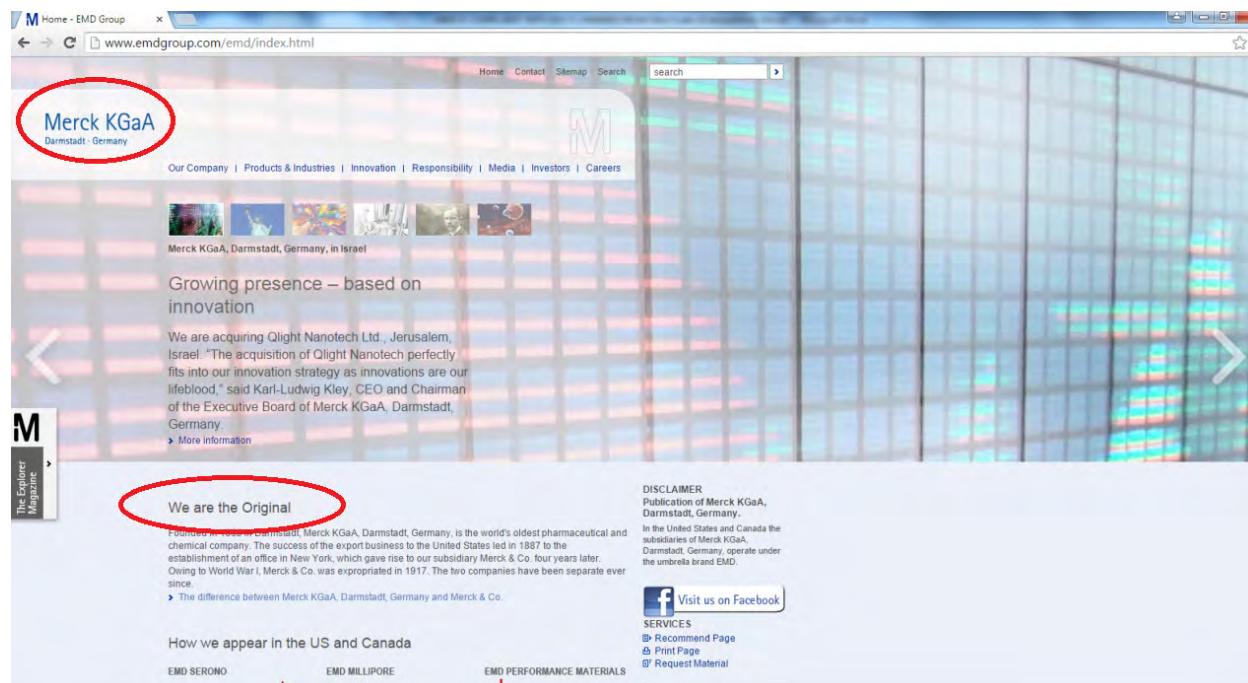 M Home - EMD Group
www.emdgroup.com/emd/index.html
Home Contact Sitemap Search
search
Merck KGaA
Darmstadt · Germany
M
Our Company | Products & Industries | Innovation | Responsibility | Media | Investors | Careers
Merck KGaA, Darmstadt, Germany, in Israel
Growing presence – based on
innovation
We are acquiring Qlight Nanotech Ltd., Jerusalem,
Israel. "The acquisition of Qlight Nanotech perfectly
fits into our innovation strategy as innovations are our
lifeblood," said Karl-Ludwig Kley, CEO and Chairman
of the Executive Board of Merck KGaA, Darmstadt,
Germany.
More information
M
The Explorer
Magazine
We are the Original
Founded in Darmstadt, Merck KGaA, Darmstadt, Germany, is the world's oldest pharmaceutical and
chemical company. The success of the export business to the United States led in 1887 to the
establishment of an office in New York, which gave rise to our subsidiary Merck & Co. four years later.
Owing to World War I, Merck & Co. was expropriated in 1917. The two companies have been separate ever
since.
The difference between Merck KGaA, Darmstadt, Germany and Merck & Co.
How we appear in the US and Canada
EMD SERONO EMD MILLIPORE EMD PERFORMANCE MATERIALS
DISCLAIMER
Publication of Merck KGaA,
Darmstadt, Germany.
In the United States and Canada the
subsidiaries of Merck KGaA,
Darmstadt, Germany, operate under
the umbrella brand EMD.
Visit us on Facebook
SERVICES
Recommend Page
Print Page
Request Material